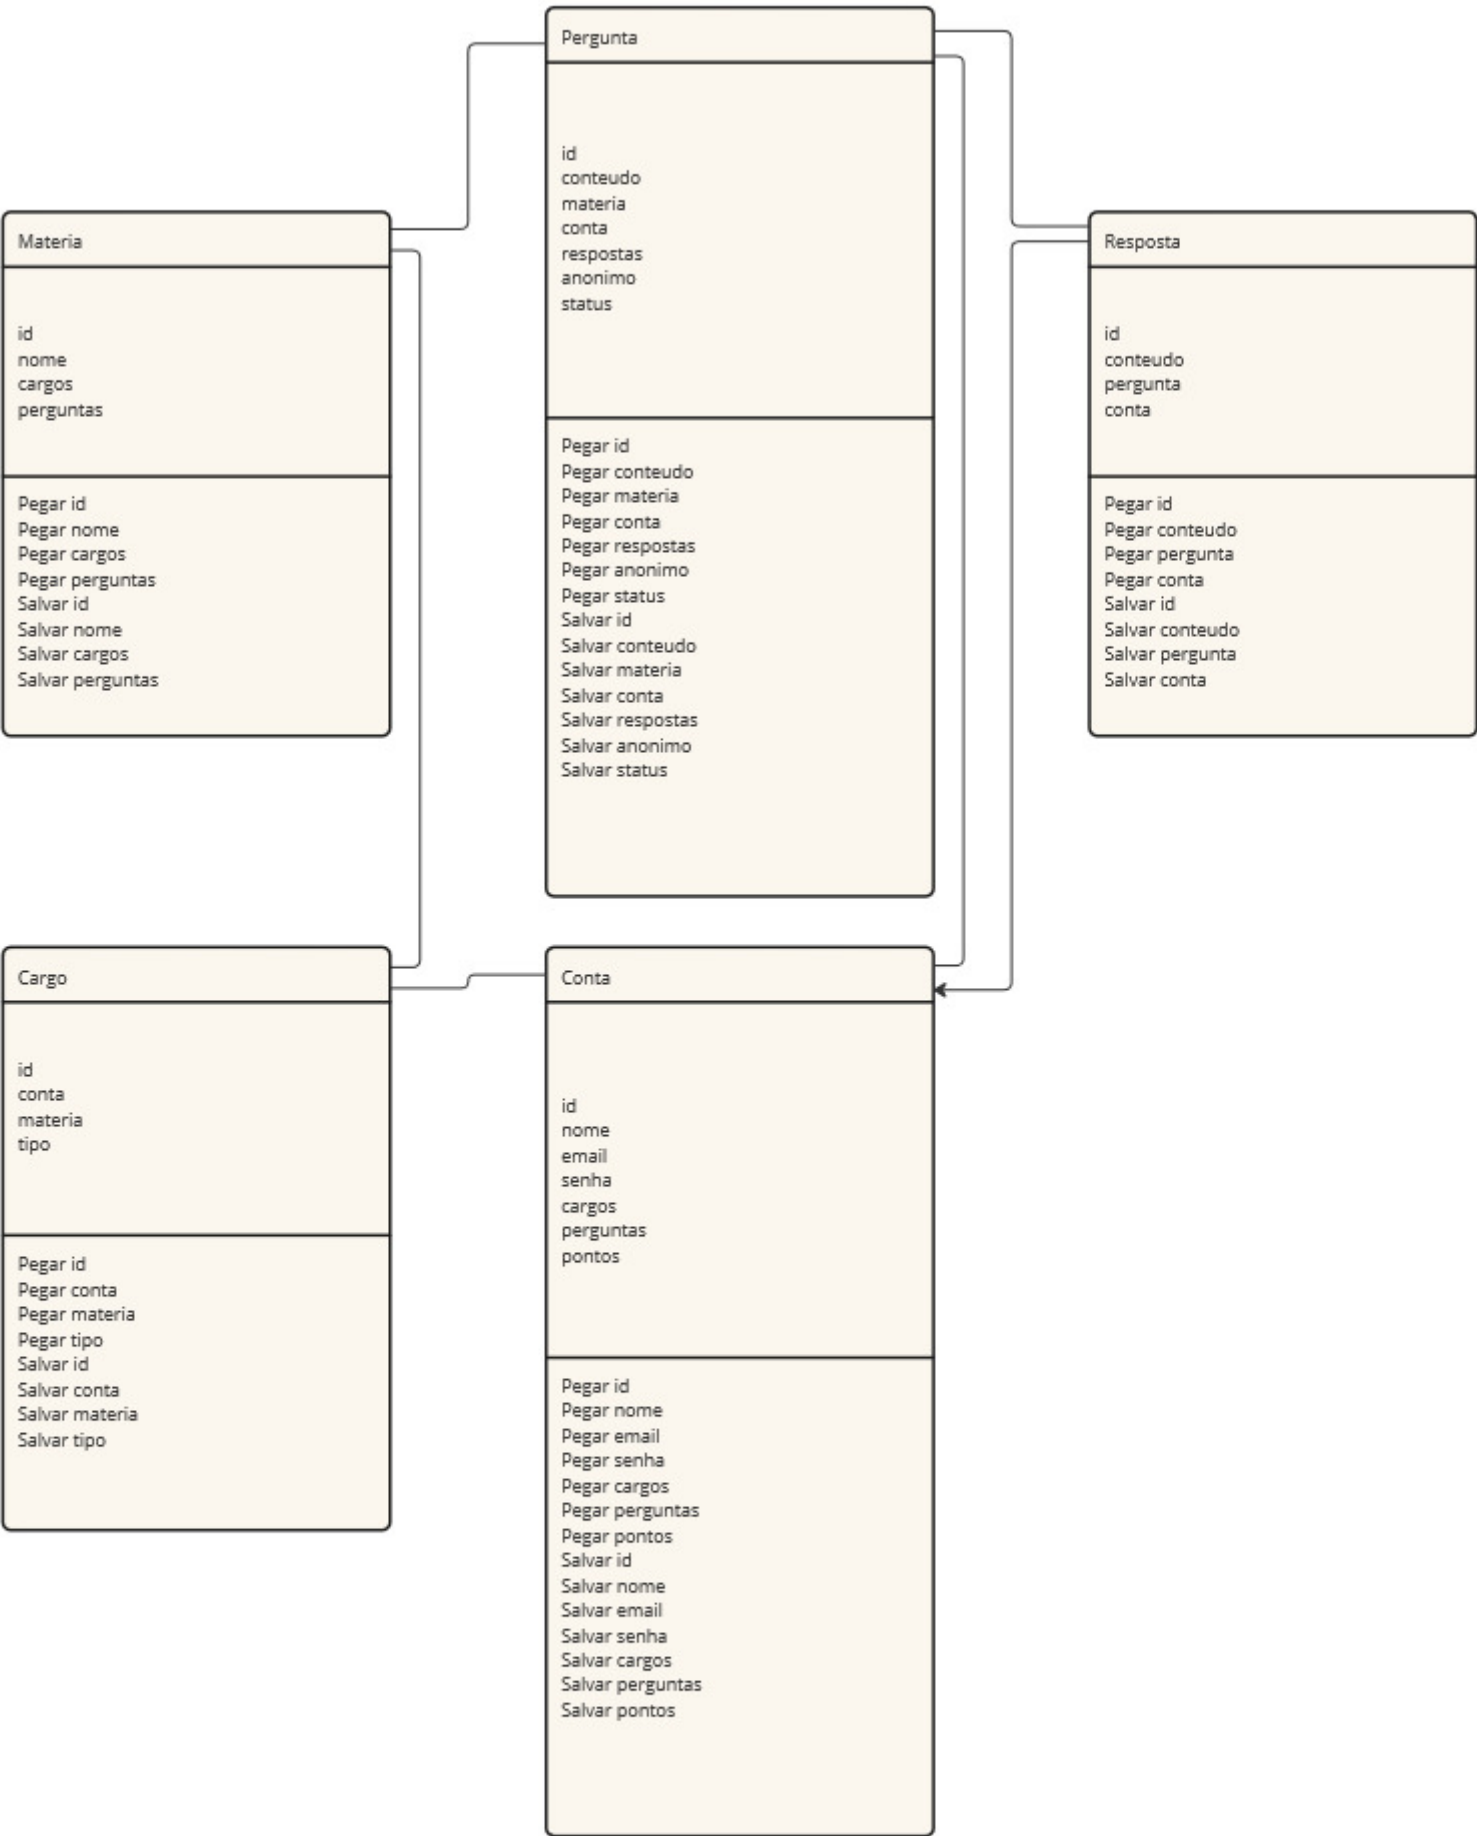 Pergunta
id
conteudo
materia
conta
respostas
anonimo
status
Pegar id
Pegar conteudo
Pegar materia
Pegar conta
Pegar respostas
Pegar anonimo
Pegar status
Salvar id
Salvar conteudo
Salvar materia
Salvar conta
Salvar respostas
Salvar anonimo
Salvar status
Materia
id
nome
cargos
perguntas
Pegar id
Pegar nome
Pegar cargos
Pegar perguntas
Salvar id
Salvar nome
Salvar cargos
Salvar perguntas
Resposta
id
conteudo
pergunta
conta
Pegar id
Pegar conteudo
Pegar pergunta
Pegar conta
Salvar id
Salvar conteudo
Salvar pergunta
Salvar conta
Cargo
id
conta
materia
tipo
Pegar id
Pegar conta
Pegar materia
Pegar tipo
Salvar id
Salvar conta
Salvar materia
Salvar tipo
Conta
id
nome
email
senha
cargos
perguntas
pontos
Pegar id
Pegar nome
Pegar email
Pegar senha
Pegar cargos
Pegar perguntas
Pegar pontos
Salvar id
Salvar nome
Salvar email
Salvar senha
Salvar cargos
Salvar perguntas
Salvar pontos